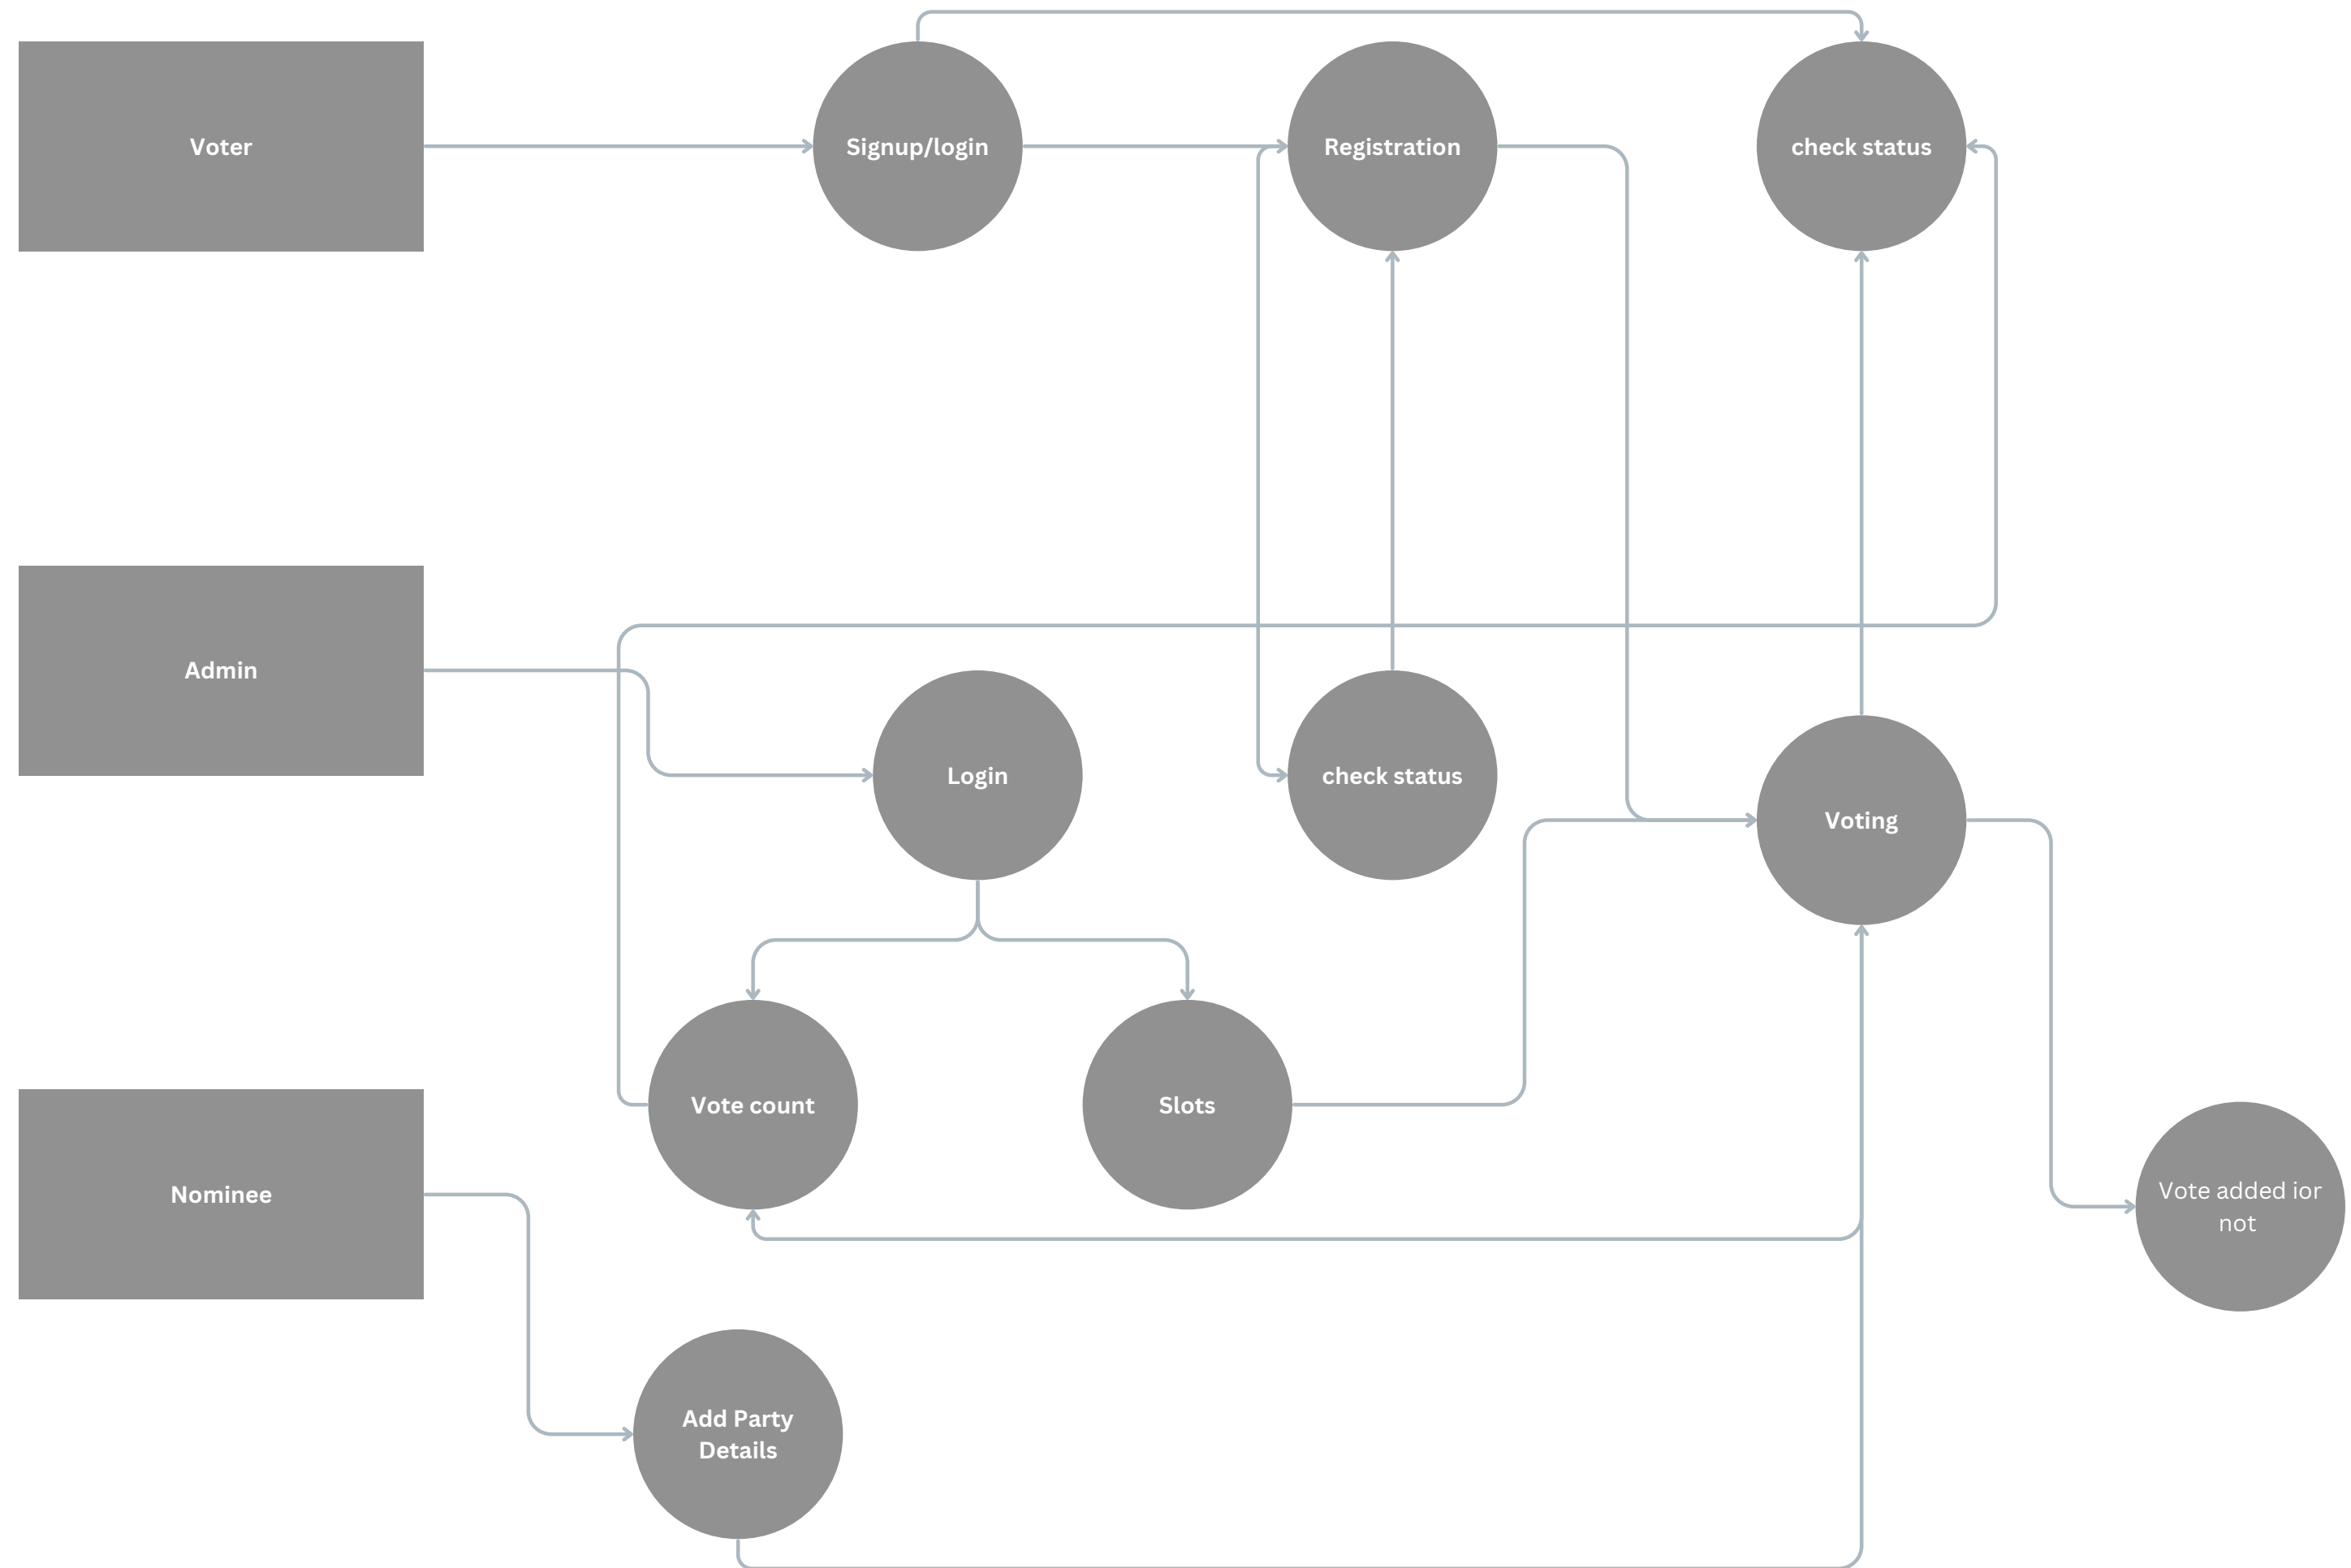 Voter
Signup/login
Registration
check status
Admin
Login
check status
Voting
Vote count
Slots
Nominee
Vote added ior
not
Add Party
Details